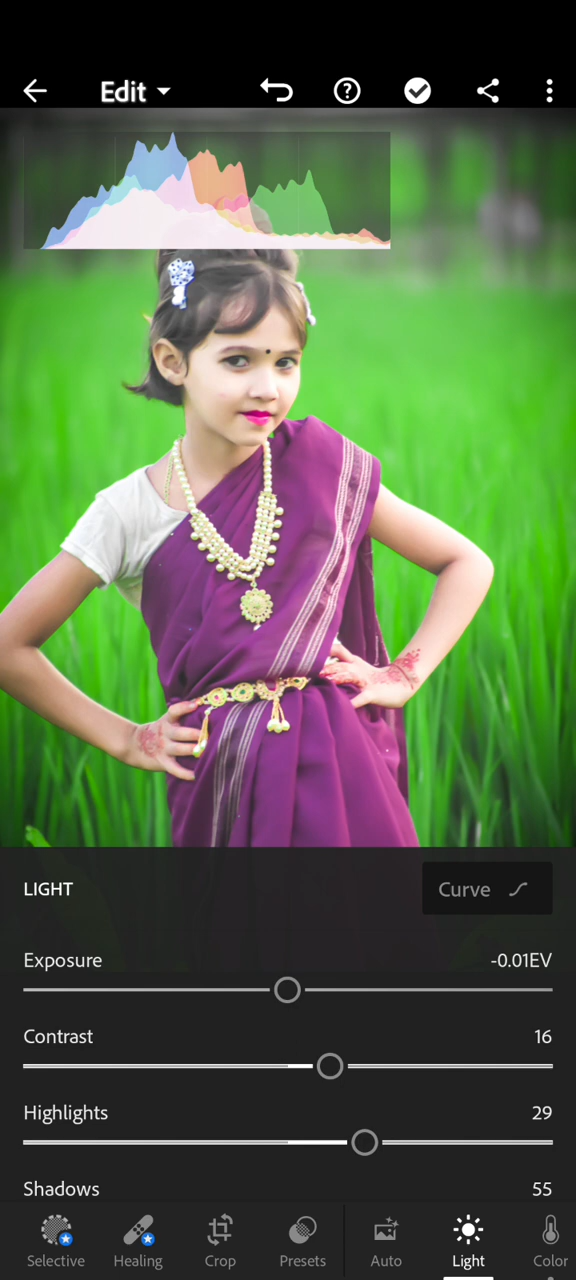 Edit
LIGHT
Curve
Exposure -0.01EV
Contrast 16
Highlights 29
Shadows 55
Selective Healing Crop Presets Auto Light Color